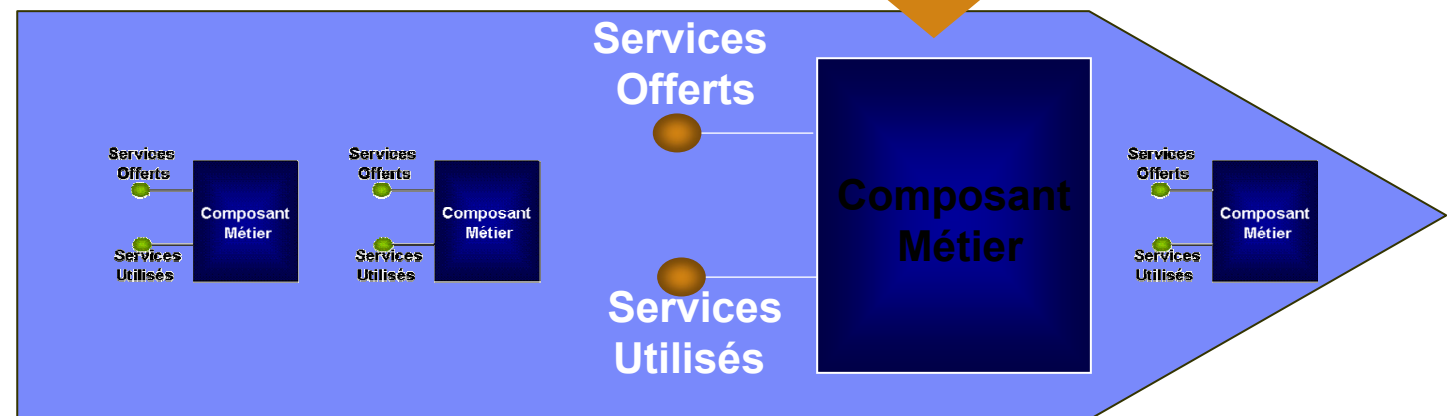 Services
Offerts
Composant
Métier
Services
Utilisés
Services
Offerts
Composant
Métier
Services
Utilisés
Services
Offerts
Composant
Métier
Services
Utilisés
Services
Offerts
Composant
Métier
Services
Utilisés